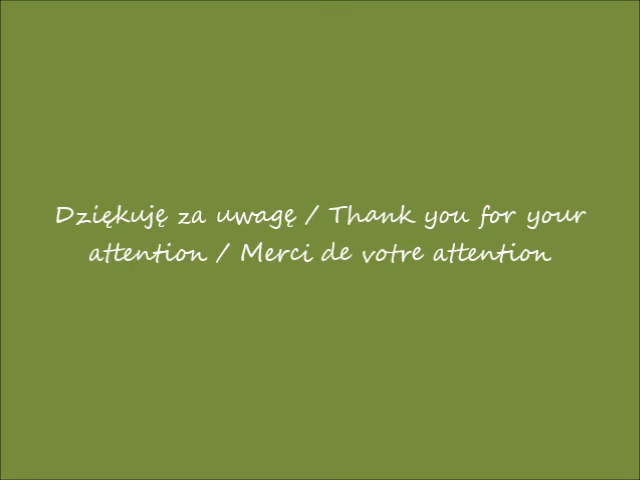 Dziękuję za uwagę / Thank you for your
attention / Merci de votre attention